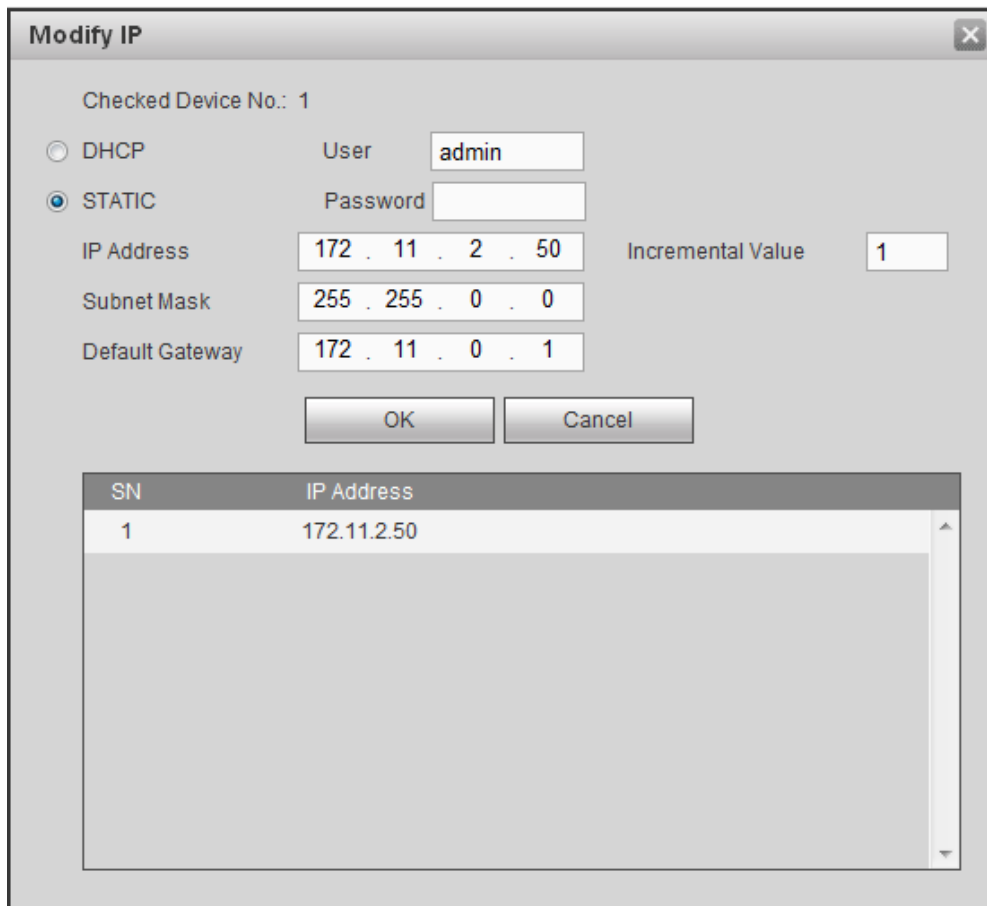 Modify IP
Checked Device No.: 1
DHCP User admin
STATIC Password
IP Address 172 . 11 . 2 . 50 Incremental Value 1
Subnet Mask 255 . 255 . 0 . 0
Default Gateway 172 . 11 . 0 . 1
OK Cancel
SN IP Address
1 172.11.2.50